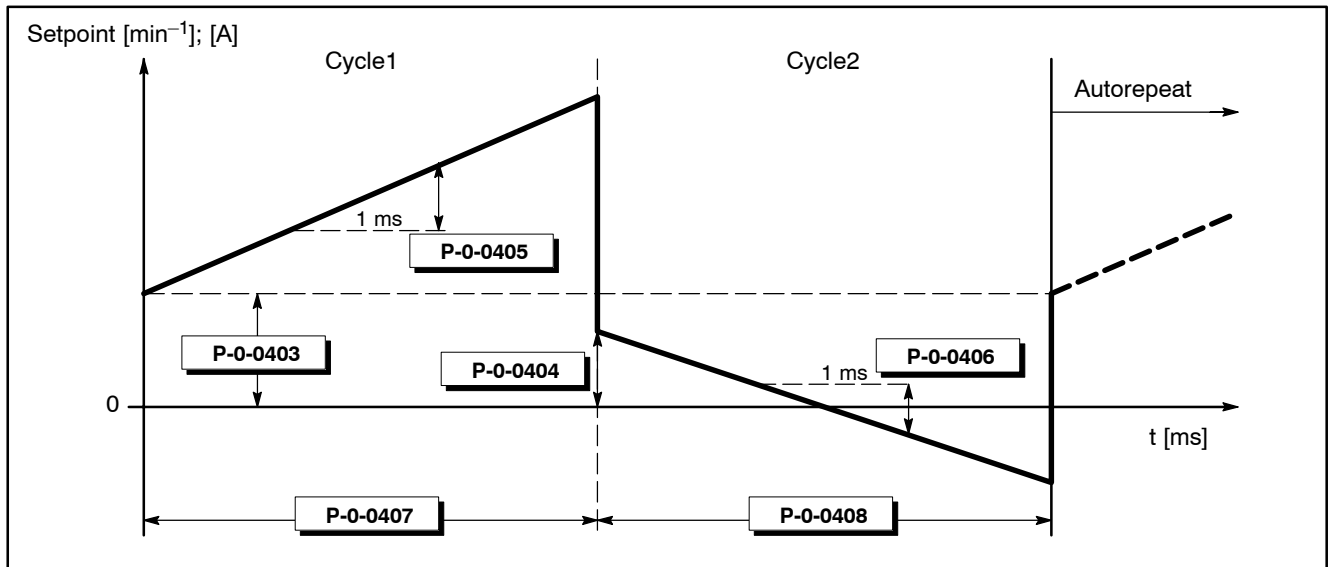 Setpoint [min⁻¹]; [A]
Cycle1
Cycle2
Autorepeat
1 ms
P-0-0405
P-0-0403
P-0-0404
P-0-0406
1 ms
0
t [ms]
P-0-0407
P-0-0408